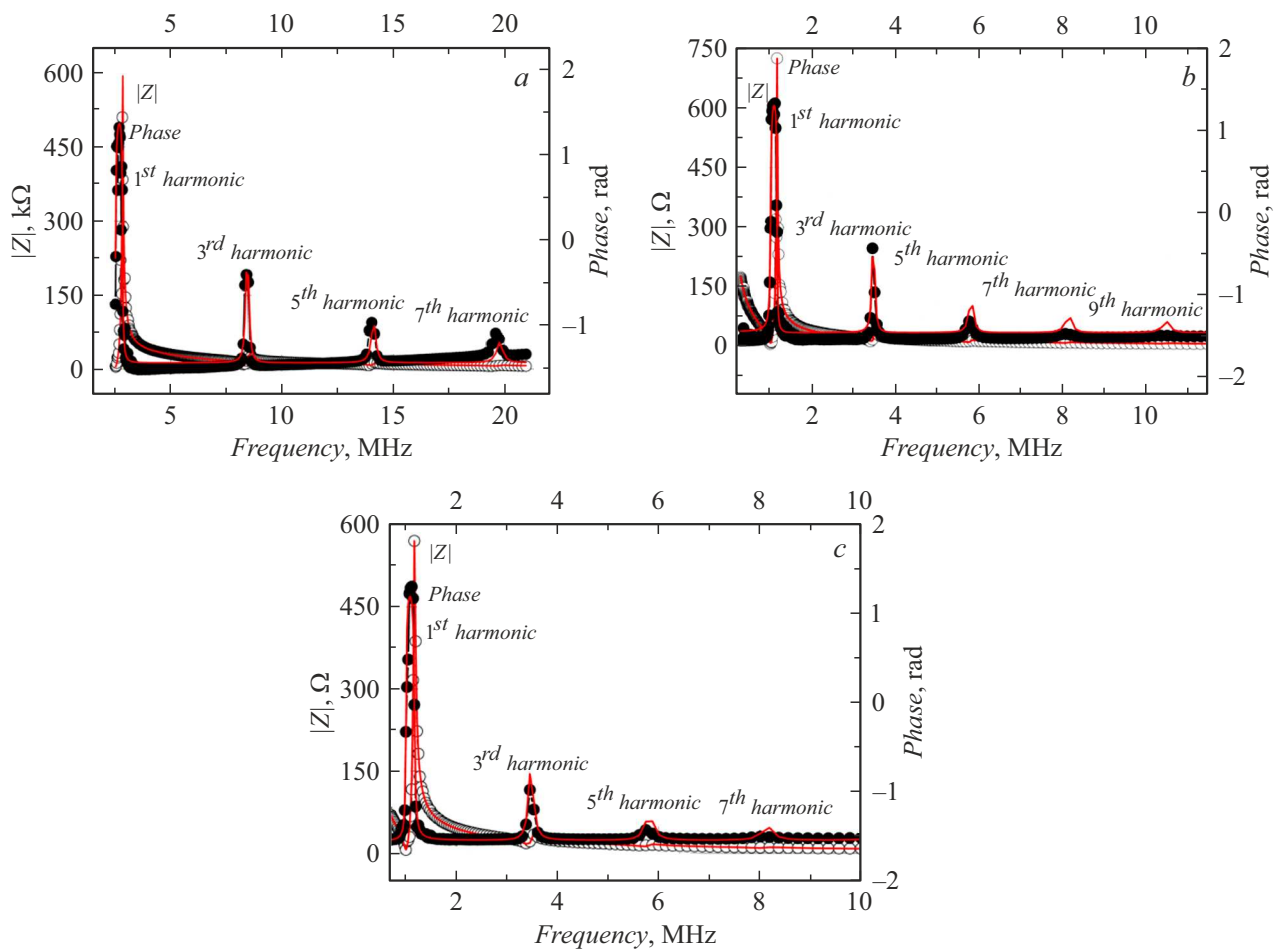 5 10 15 20
a
|Z|
Phase
1st harmonic
3rd harmonic
5th harmonic
7th harmonic
600
450
300
150
0
|Z|, kΩ
2
1
0
−1
Phase, rad
5 10 15 20
Frequency, MHz
2 4 6 8 10
b
Phase
|Z|
1st harmonic
3rd harmonic
5th harmonic
7th harmonic
9th harmonic
750
600
450
300
150
0
|Z|, Ω
2
1
0
−1
−2
Phase, rad
2 4 6 8 10
Frequency, MHz
2 4 6 8 10
c
|Z|
Phase
1st harmonic
3rd harmonic
5th harmonic
7th harmonic
600
450
300
150
0
|Z|, Ω
2
1
0
−1
−2
Phase, rad
2 4 6 8 10
Frequency, MHz